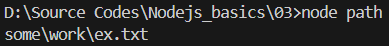 D:\Source Codes\Nodejs_basics\03>node path
some\work\ex.txt